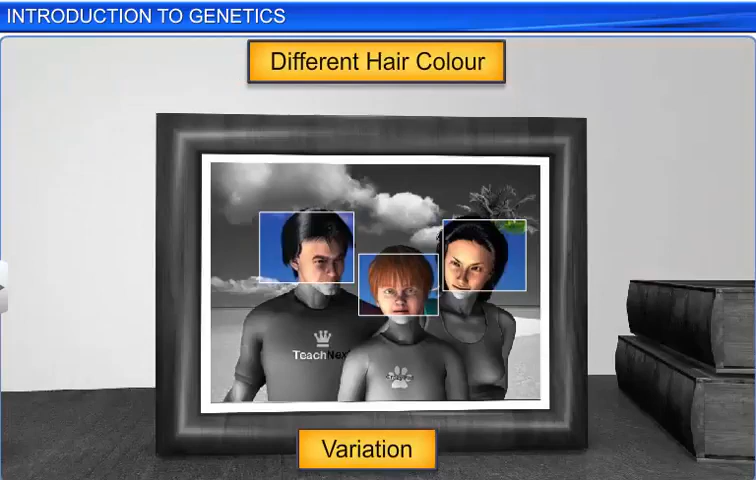 INTRODUCTION TO GENETICS
Different Hair Colour
TeachNex
Variation